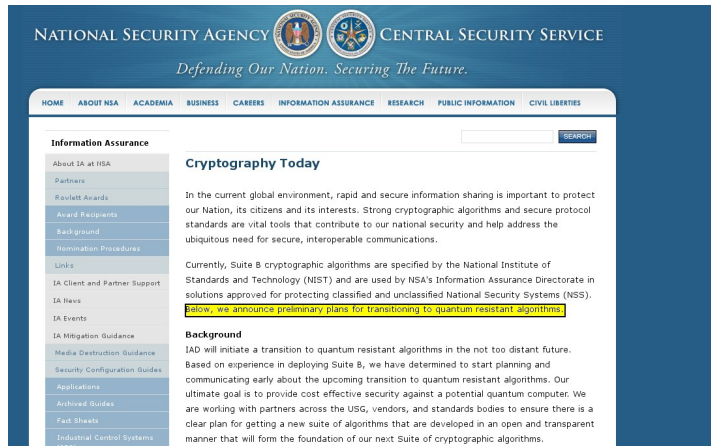 NATIONAL SECURITY AGENCY CENTRAL SECURITY SERVICE
Defending Our Nation. Securing The Future.
HOME ABOUT NSA ACADEMIA BUSINESS CAREERS INFORMATION ASSURANCE RESEARCH PUBLIC INFORMATION CIVIL LIBERTIES
SEARCH
Information Assurance
About IA at NSA
Partners
Rowlett Awards
Award Recipients
Background
Nomination Procedures
Links
IA Client and Partner Support
IA News
IA Events
IA Mitigation Guidance
Media Destruction Guidance
Security Configuration Guides
Applications
Archived Guides
Fact Sheets
Industrial Control Systems
Cryptography Today
In the current global environment, rapid and secure information sharing is important to protect
our Nation, its citizens and its interests. Strong cryptographic algorithms and secure protocol
standards are vital tools that contribute to our national security and help address the
ubiquitous need for secure, interoperable communications.
Currently, Suite B cryptographic algorithms are specified by the National Institute of
Standards and Technology (NIST) and are used by NSA's Information Assurance Directorate in
solutions approved for protecting classified and unclassified National Security Systems (NSS).
Below, we announce preliminary plans for transitioning to quantum resistant algorithms.
Background
IAD will initiate a transition to quantum resistant algorithms in the not too distant future.
Based on experience in deploying Suite B, we have determined to start planning and
communicating early about the upcoming transition to quantum resistant algorithms. Our
ultimate goal is to provide cost effective security against a potential quantum computer. We
are working with partners across the USG, vendors, and standards bodies to ensure there is a
clear plan for getting a new suite of algorithms that are developed in an open and transparent
manner that will form the foundation of our next Suite of cryptographic algorithms.